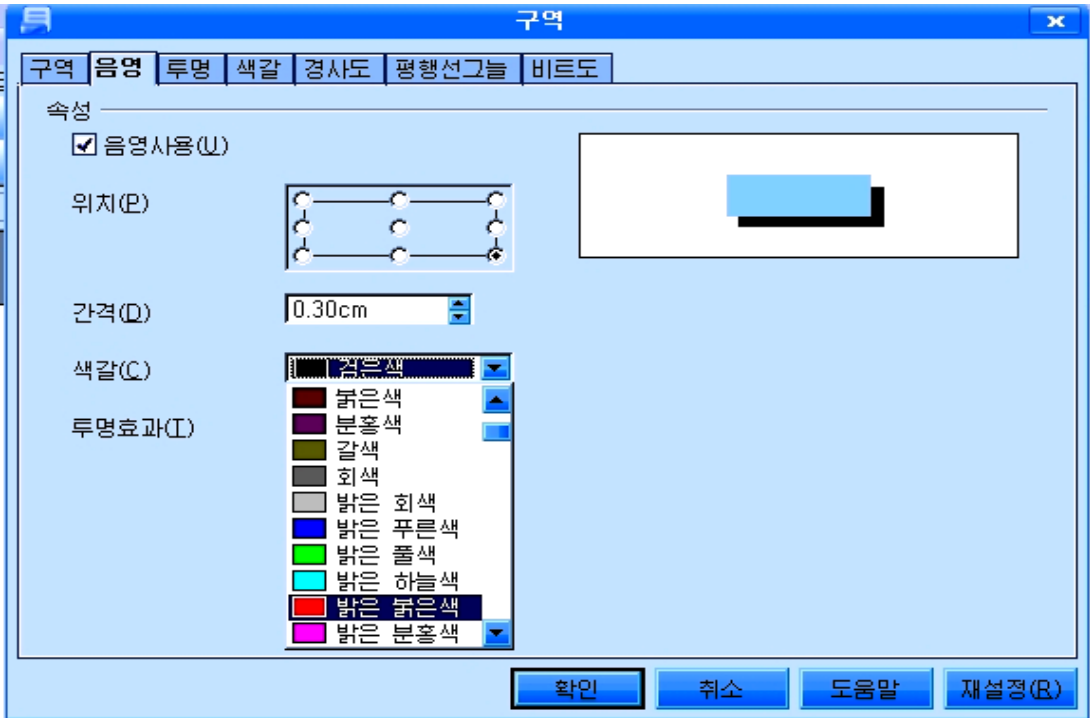 구역
구역 음영 투명 색갈 경사도 평행선그늘 비트도
속성
음영사용(U)
위치(P)
간격(D) 0.30cm
색갈(C) 검은색
붉은색
투명효과(T) 분홍색
갈색
회색
밝은 회색
밝은 푸른색
밝은 풀색
밝은 하늘색
밝은 붉은색
밝은 분홍색
확인 취소 도움말 재설정(R)